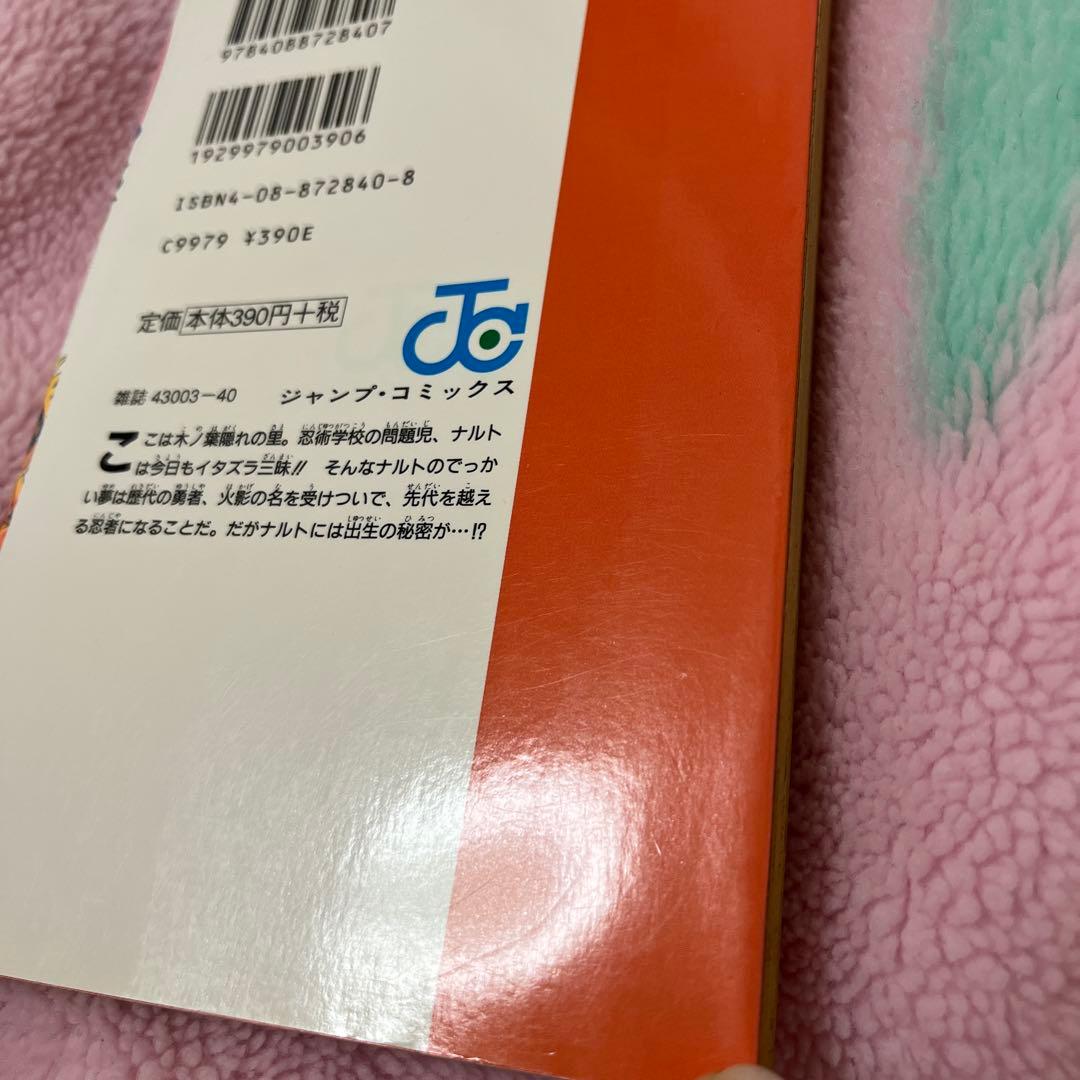 9784088728407
1929979003906
ISBN4-08-872840-8
C9979 ¥390E
定価 本体390円+税
JC
雑誌 43003-40 ジャンプ・コミックス
ここは木ノ葉隠れの里。忍術学校の問題児、ナルト
は今日もイタズラ三昧!! そんなナルトのでっか
い夢は歴代の勇者、火影の名を受けついで、先代を越え
る忍者になることだ。だがナルトには出生の秘密が…!?